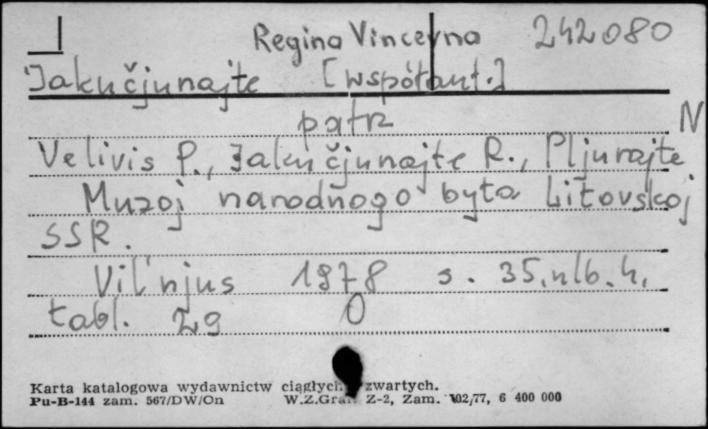 Regina Vincevna 242080
Jakučjunajte [współaut.]
patrz N
Velivis P., Jakučjunajte R., Pljurajte
Muzej narodnogo byta Litovskoj
SSR.
Vil'njus 1978 s. 35, nlb. 4,
tabl. 29 0
Karta katalogowa wydawnictw ciągłych zwartych.
Pu-B-144 zam. 567/DW/On W.Z.Graf. Z-2, Zam. 102/77, 6 400 000